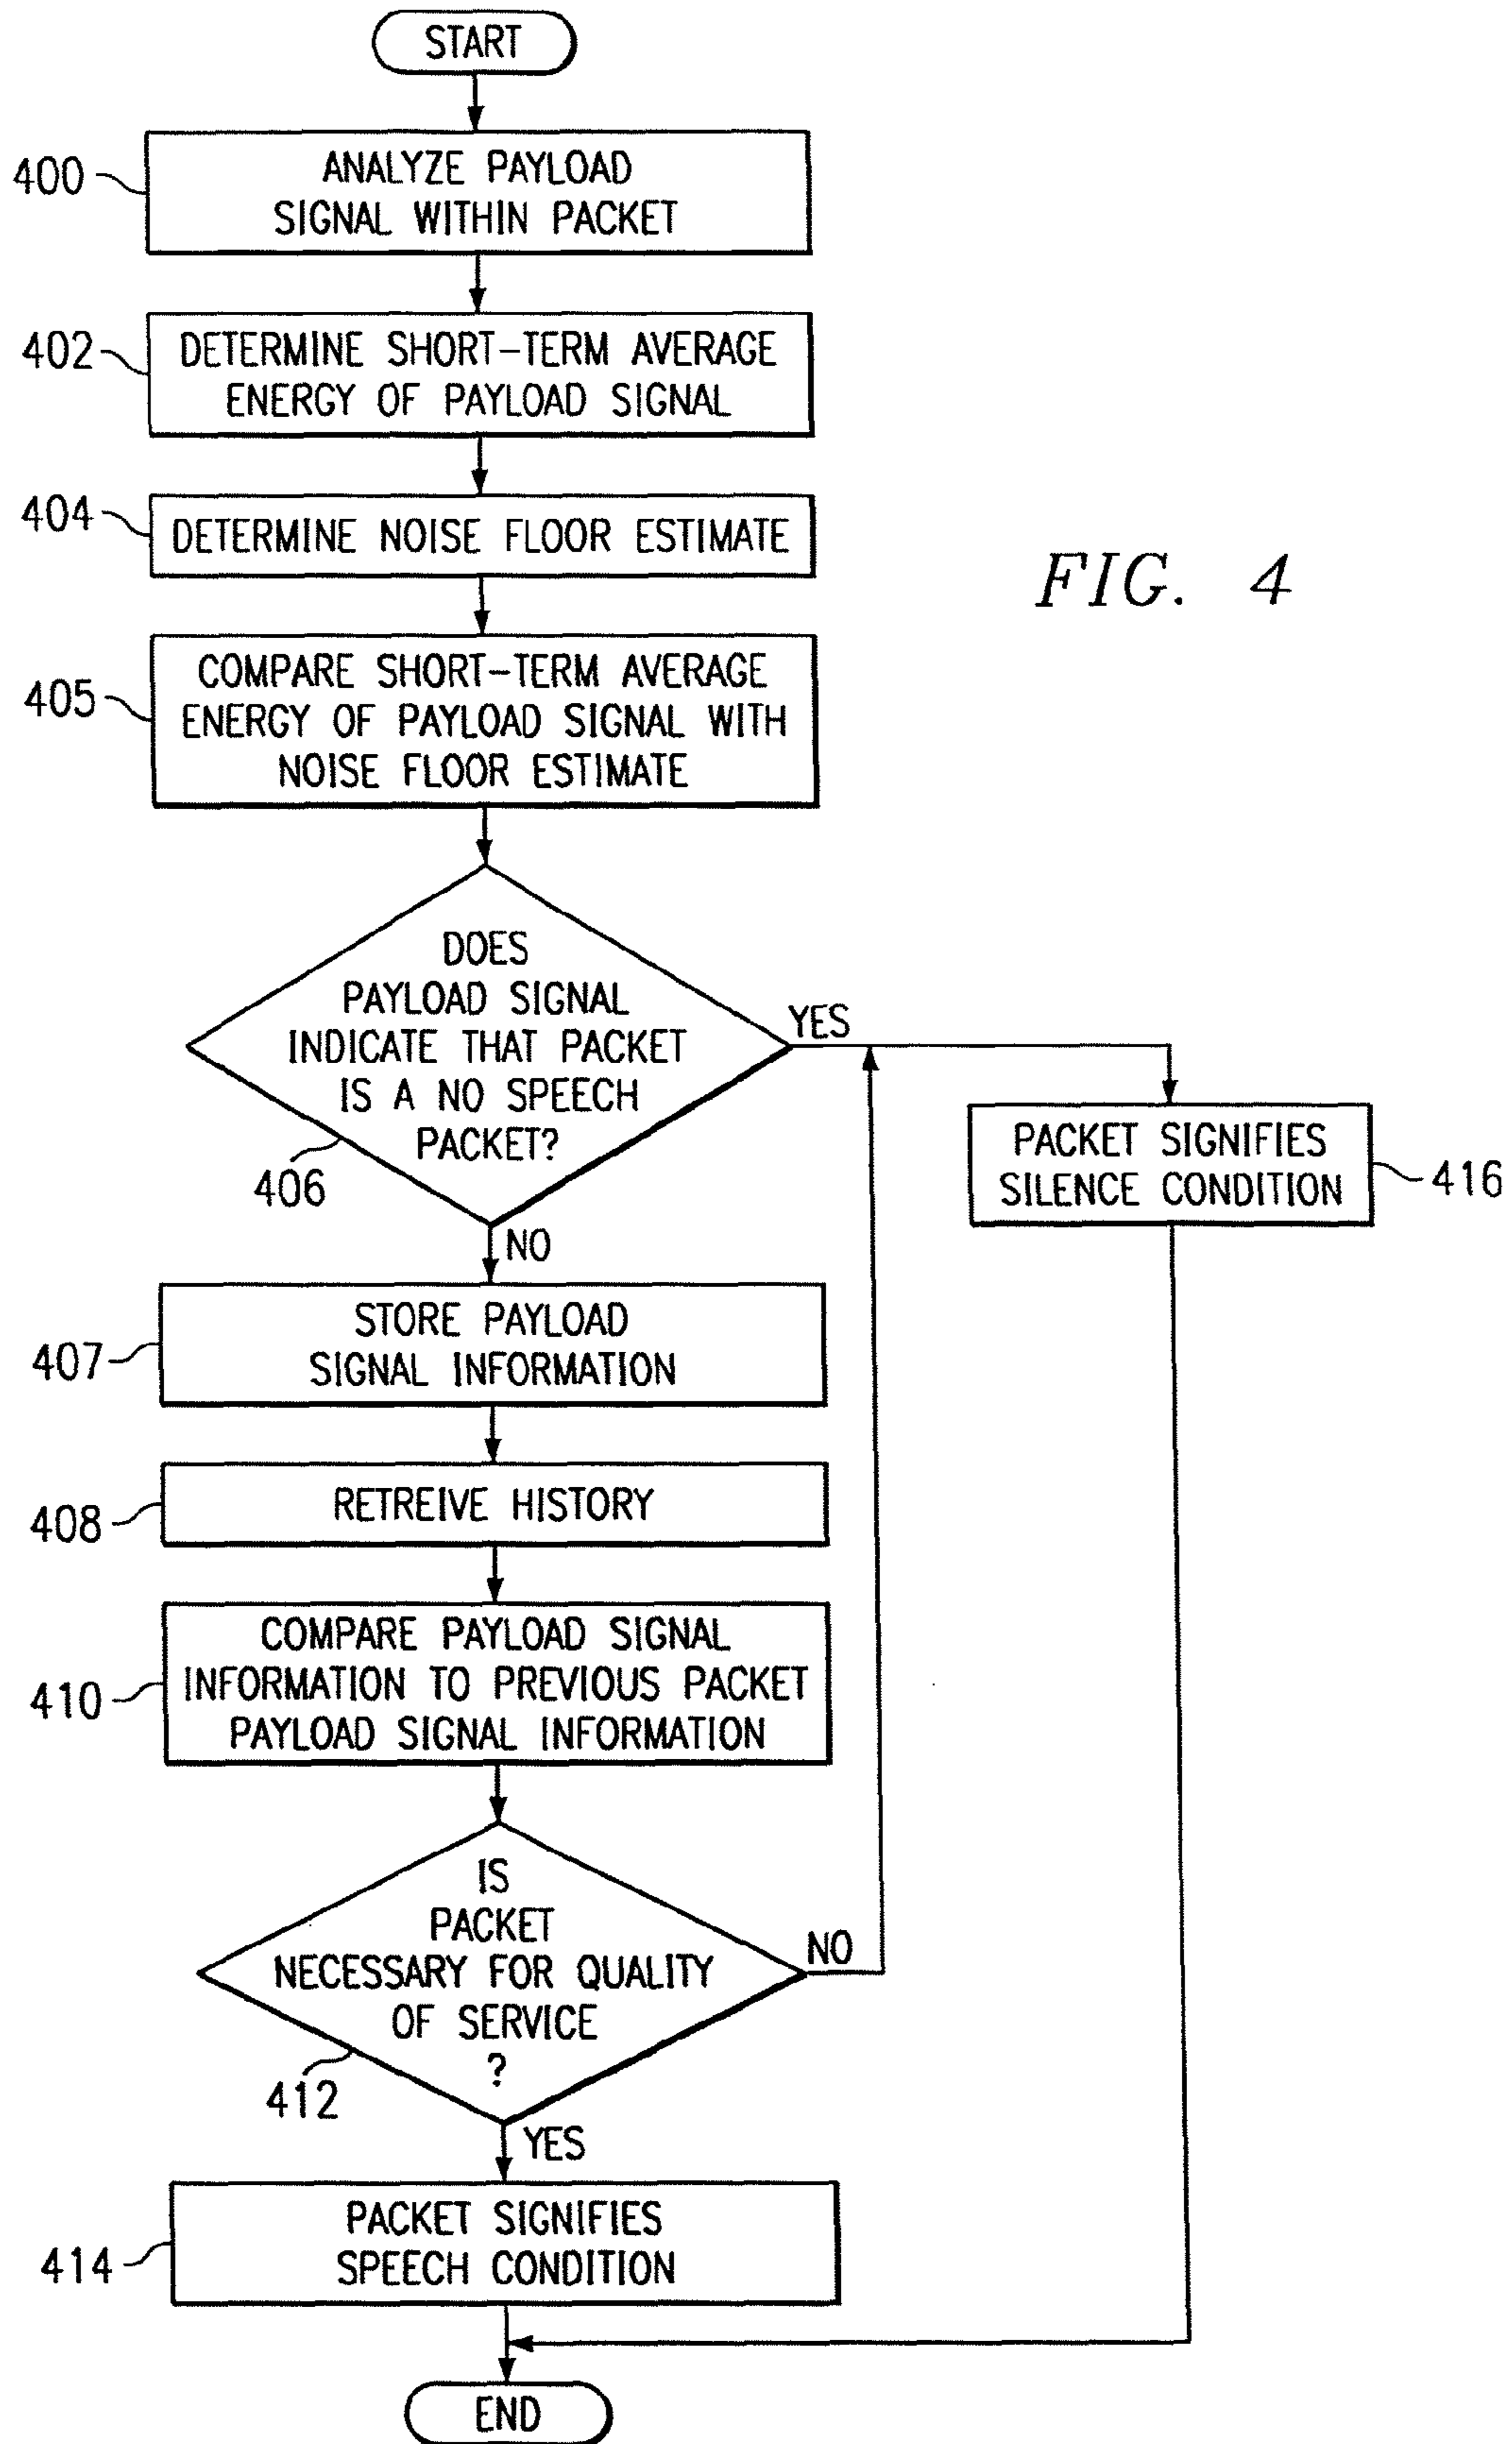 START
400
ANALYZE PAYLOAD
SIGNAL WITHIN PACKET
402
DETERMINE SHORT-TERM AVERAGE
ENERGY OF PAYLOAD SIGNAL
404
DETERMINE NOISE FLOOR ESTIMATE
FIG. 4
405
COMPARE SHORT-TERM AVERAGE
ENERGY OF PAYLOAD SIGNAL WITH
NOISE FLOOR ESTIMATE
DOES
PAYLOAD SIGNAL
INDICATE THAT PACKET
IS A NO SPEECH
PACKET?
406
YES
PACKET SIGNIFIES
SILENCE CONDITION
416
NO
407
STORE PAYLOAD
SIGNAL INFORMATION
408
RETREIVE HISTORY
410
COMPARE PAYLOAD SIGNAL
INFORMATION TO PREVIOUS PACKET
PAYLOAD SIGNAL INFORMATION
IS
PACKET
NECESSARY FOR QUALITY
OF SERVICE
?
412
NO
YES
414
PACKET SIGNIFIES
SPEECH CONDITION
END